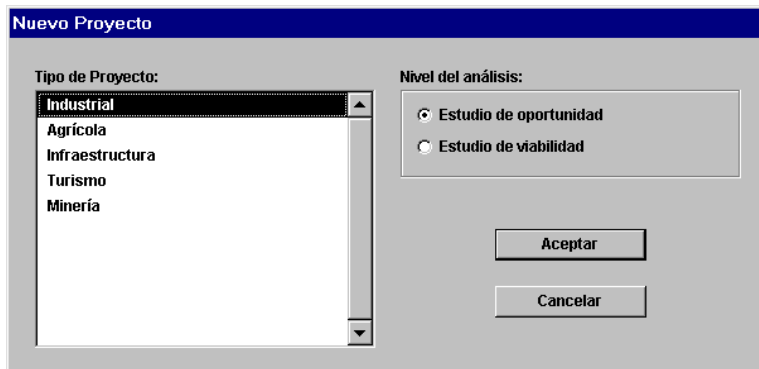 Nuevo Proyecto
Tipo de Proyecto:
Industrial
Agrícola
Infraestructura
Turismo
Minería
Nivel del análisis:
Estudio de oportunidad
Estudio de viabilidad
Aceptar
Cancelar